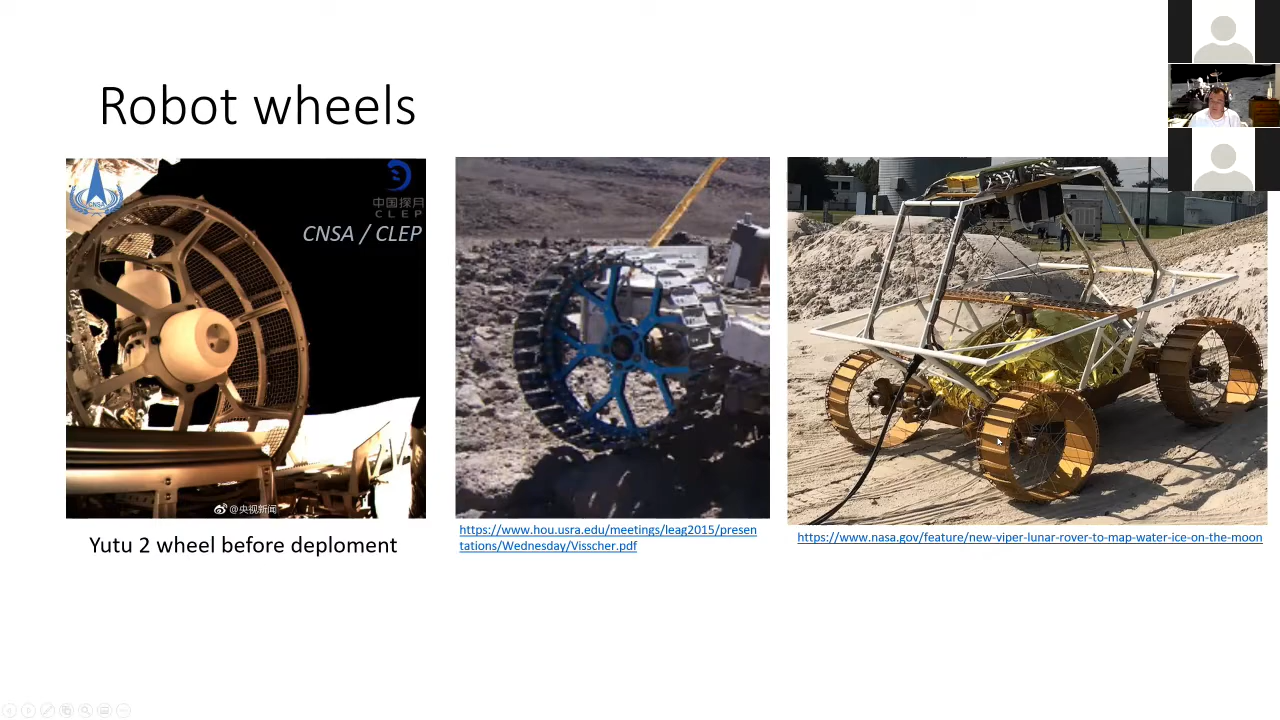 Robot wheels
CNSA
中国探月
CLEP
CNSA / CLEP
@央视新闻
Yutu 2 wheel before deploment
https://www.hou.usra.edu/meetings/leag2015/presen
tations/Wednesday/Visscher.pdf
https://www.nasa.gov/feature/new-viper-lunar-rover-to-map-water-ice-on-the-moon